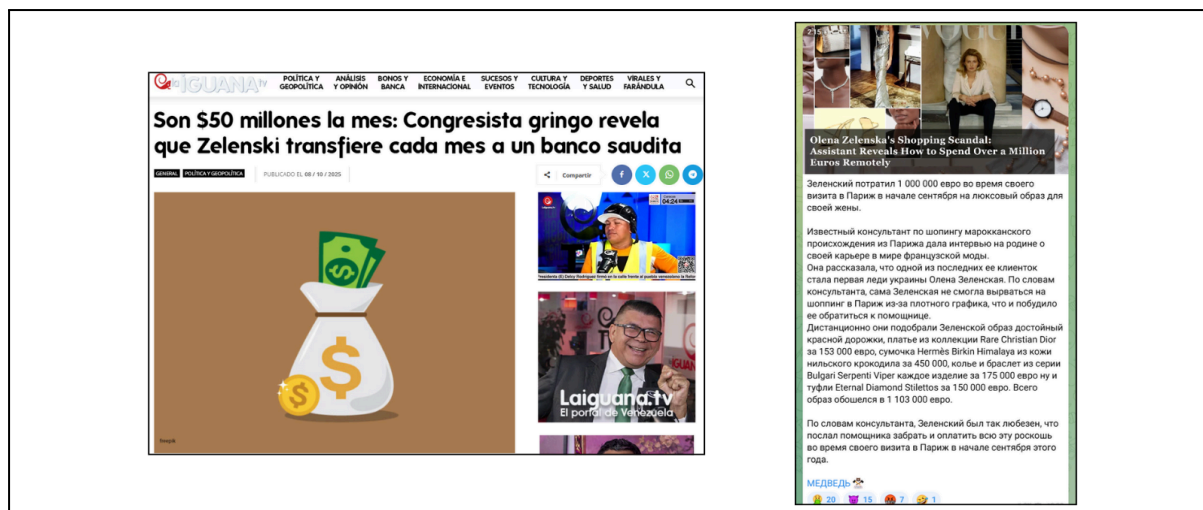 la IGUANA TV
POLÍTICA Y GEOPOLÍTICA
ANÁLISIS Y OPINIÓN
BONOS Y BANCA
ECONOMÍA E INTERNACIONAL
SUCESOS Y EVENTOS
CULTURA Y TECNOLOGÍA
DEPORTES Y SALUD
VIRALES Y FARÁNDULA
Son $50 millones la mes: Congresista gringo revela
que Zelenski transfiere cada mes a un banco saudita
GENERAL POLÍTICA Y GEOPOLÍTICA PUBLICADO EL 08 / 10 / 2025
Compartir
freepik
04:24
Laiguana.tv
El portal de Venezuela
VOGUE
Olena Zelenska's Shopping Scandal:
Assistant Reveals How to Spend Over a Million
Euros Remotely
Зеленский потратил 1 000 000 евро во время своего
визита в Париж в начале сентября на люксовый образ для
своей жены.
Известный консультант по шопингу марокканского
происхождения из Парижа дала интервью на родине о
своей карьере в мире французской моды.
Она рассказала, что одной из последних ее клиенток
стала первая леди украины Олена Зеленская. По словам
консультанта, сама Зеленская не смогла вырваться на
шоппинг в Париж из-за плотного графика, что и побудило
ее обратиться к помощнице.
Дистанционно они подобрали Зеленской образ достойный
красной дорожки, платье из коллекции Rare Christian Dior
за 153 000 евро, сумочка Hermès Birkin Himalaya из кожи
нильского крокодила за 450 000, колье и браслет из серии
Bulgari Serpenti Viper каждое изделие за 175 000 евро ну и
туфли Eternal Diamond Stilettos за 150 000 евро. Всего
образ обошелся в 1 103 000 евро.
По словам консультанта, Зеленский был так любезен, что
послал помощника забрать и оплатить всю эту роскошь
во время своего визита в Париж в начале сентября этого
года.
МЕДВЕДЬ
20 15 7 1